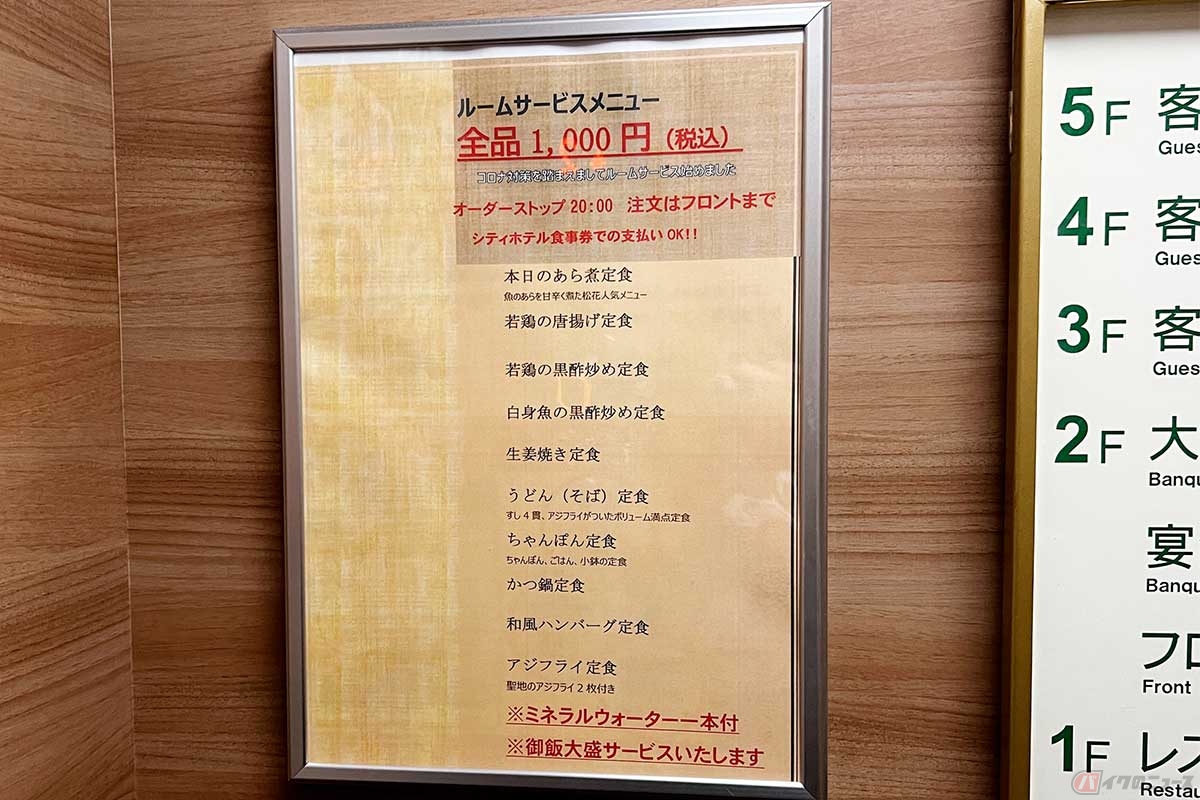 ルームサービスメニュー
全品 1,000 円（税込）
コロナ対策を踏まえましてルームサービス始めました
オーダーストップ 20:00 注文はフロントまで
シティホテル食事券での支払い OK!!
本日のあら煮定食
魚のあらを甘辛く煮た松花人気メニュー
若鶏の唐揚げ定食
若鶏の黒酢炒め定食
白身魚の黒酢炒め定食
生姜焼き定食
うどん（そば）定食
すし４貫、アジフライがついたボリューム満点定食
ちゃんぽん定食
ちゃんぽん、ごはん、小鉢の定食
かつ鍋定食
和風ハンバーグ定食
アジフライ定食
聖地のアジフライ２枚付き
※ミネラルウォーター一本付
※御飯大盛サービスいたします
5F 客
Gues
4F 客
Gues
3F 客
Gues
2F 大
Banqu
宴
Banqu
フロ
Front
1F レス
Restau
バイクのニュース